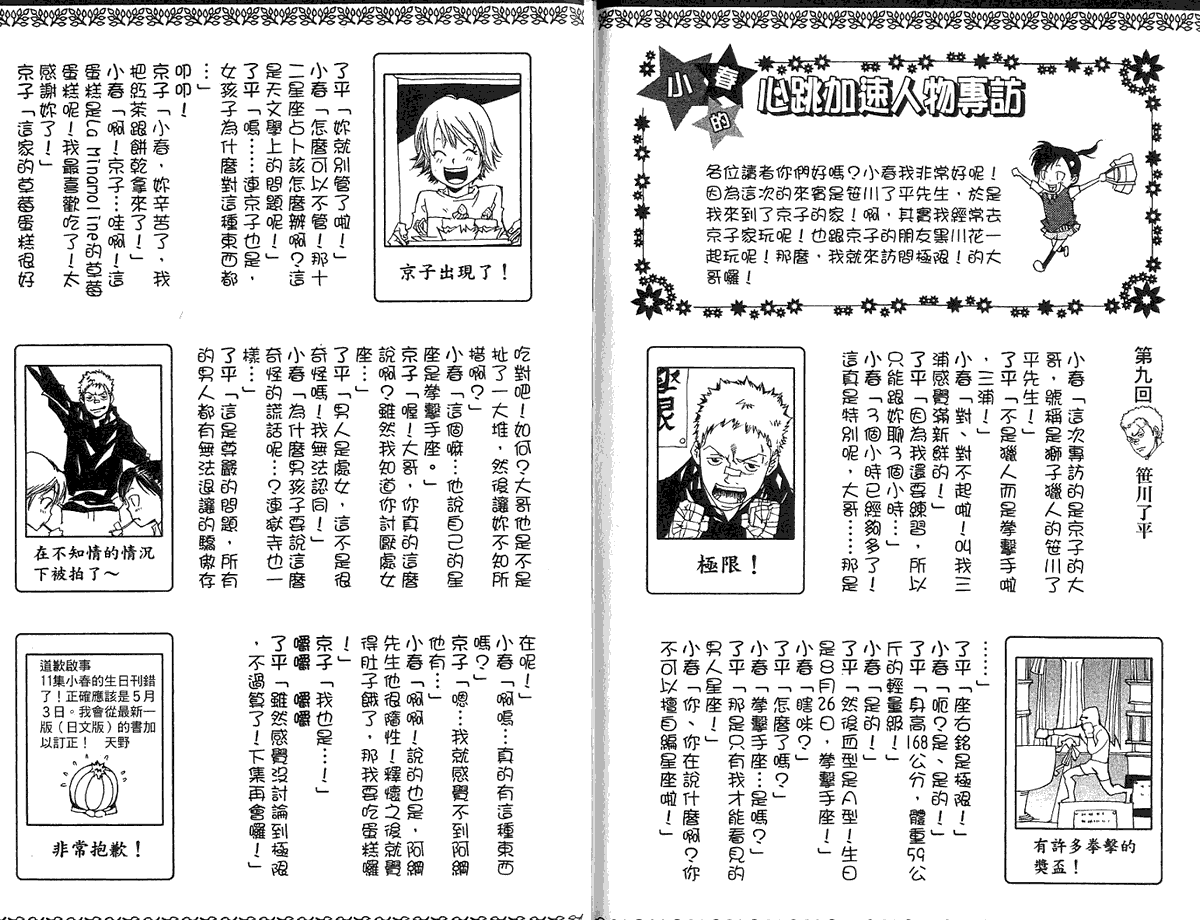 小春的
心跳加速人物專訪
各位讀者你們好嗎？小春我非常好呢！
因為這次的來賓是笹川了平先生，於是
我來到了京子的家！啊，其實我經常去
京子家玩呢！也跟京子的朋友黑川花一
起玩呢！那麼，我就來訪問極限！的大
哥囉！
第九回 笹川了平
小春「這次專訪的是京子的大
哥，號稱是獅子獵人的笹川了
平先生！」
了平「不是獵人而是拳擊手啦
，三浦！」
小春「對、對不起啦！叫我三
浦感覺滿新鮮的！」
了平「因為我還要練習，所以
只能跟妳聊3個小時…」
小春「3個小時已經夠多了！
這真是特別呢，大哥……那是
極限
極限！
……」
了平「座右銘是極限！」
小春「呃？是、是的！」
了平「身高168公分，體重59公
斤的輕量級！」
小春「是的！」
了平「然後血型是A型！生日
是8月26日，拳擊手座！」
小春「瞎咪？」
了平「怎麼了嗎？」
小春「拳擊手座…是嗎？」
了平「那是只有我才能看見的
男人星座！」
小春「你、你在說什麼啊？你
不可以擅自編星座啦！」
有許多拳擊的
獎盃！
京子出現了！
了平「妳就別管了啦！」
小春「怎麼可以不管！那十
二星座占卜該怎麼辦啊？這
是天文學上的問題呢！」
了平「嗚……連京子也是，
女孩子為什麼對這種東西都
…」
叩叩！
京子「小春，妳辛苦了，我
把紅茶跟餅乾拿來了！」
小春「啊！京子…哇啊！這
蛋糕是La Minamoline的草莓
蛋糕呢！我最喜歡吃了！太
感謝妳了！」
京子「這家的草莓蛋糕很好
吃對吧！如何？大哥他是不是
扯了一大堆，然後讓妳不知所
措啊？」
小春「這個嘛…他說自己的星
座是拳擊手座。」
京子「喔！大哥，你真的這麼
說啊？雖然我知道你討厭處女
座…」
了平「男人是處女，這不是很
奇怪嗎！我無法認同！」
小春「為什麼男孩子要說這麼
奇怪的謊話呢…？連獄寺也一
樣…」
了平「這是尊嚴的問題，所有
的男人都有無法退讓的驕傲存
在不知情的情況
下被拍了～
在呢！」
小春「啊嗚…真的有這種東西
嗎？」
京子「嗯…我就感覺不到阿綱
他有…」
小春「啊啊！說的也是，阿綱
先生他很隨性！釋懷之後就覺
得肚子餓了，那我要吃蛋糕囉
！」
京子「我也是…！」
嚼嚼 嚼嚼
了平「雖然感覺沒討論到極限
，不過算了！下集再會囉！」
道歉啟事
11集小春的生日刊錯
了！正確應該是５月
３日。我會從最新一
版（日文版）的書加
以訂正！ 天野
非常抱歉！